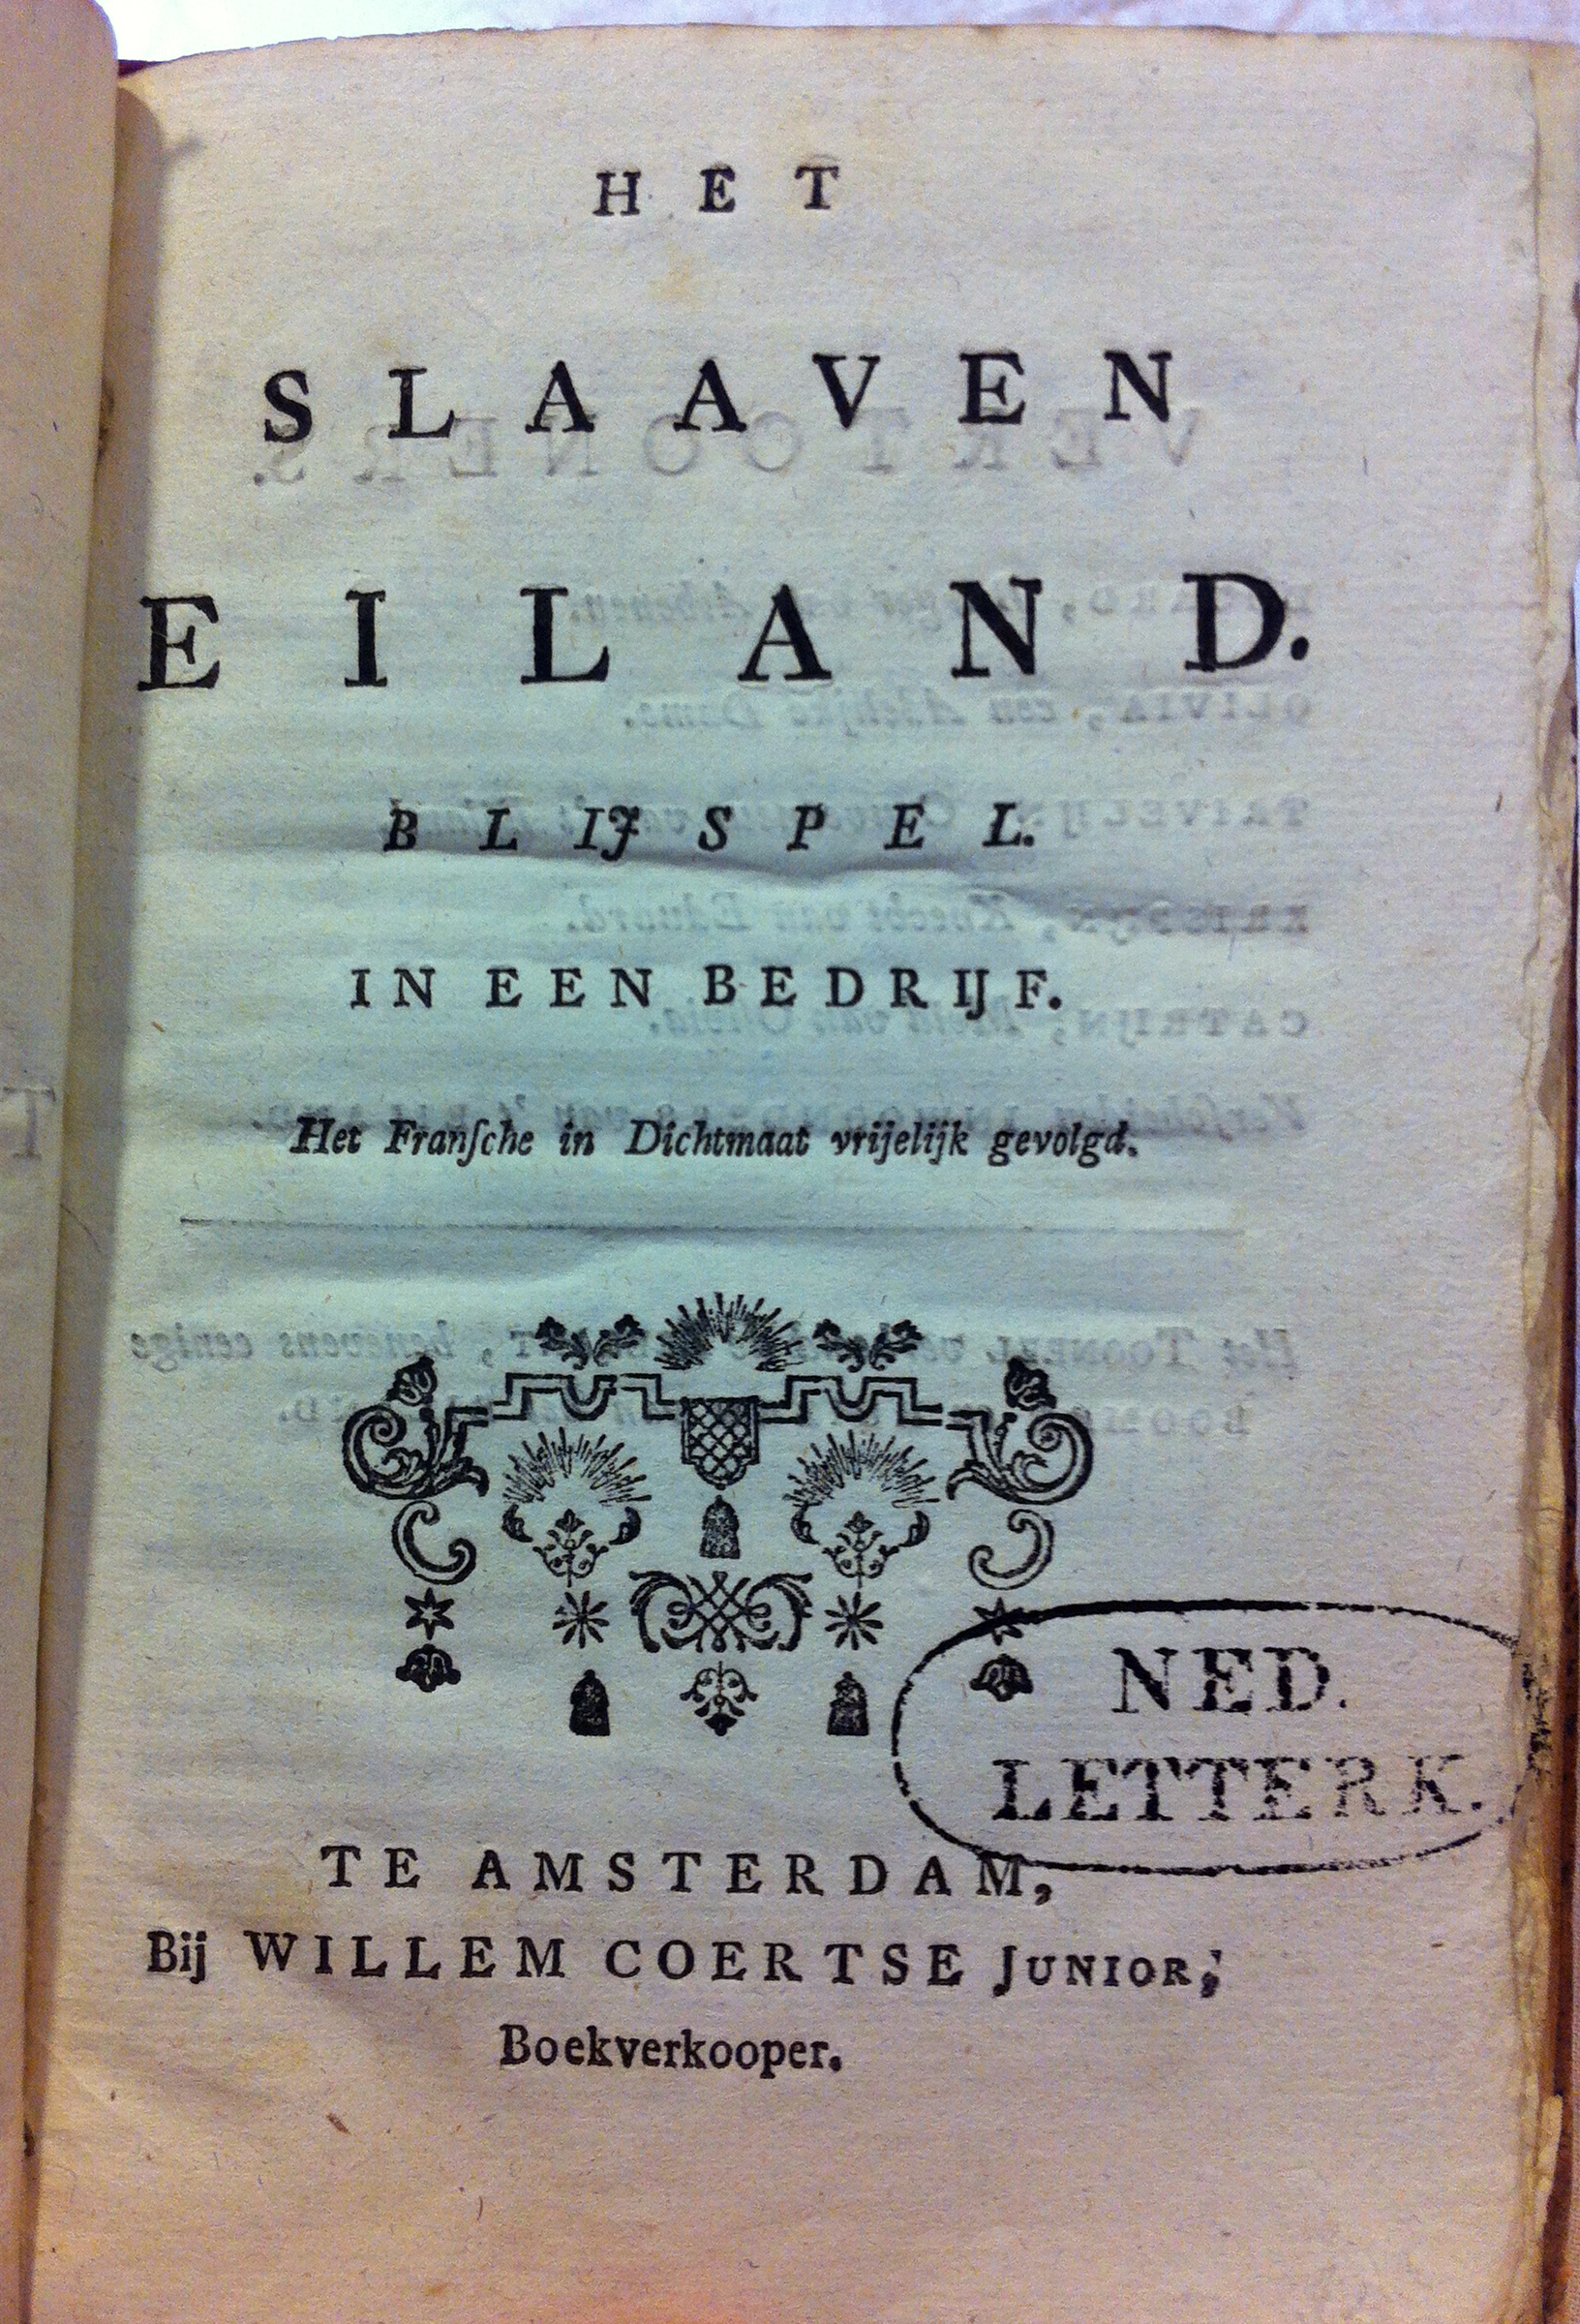 HET
SLAAVEN
EILAND.
BLIJSPEL.
IN EEN BEDRIJF.
Het Franſche in Dichtmaat vrijelijk gevolgd.
NED.
LETTERK.
TE AMSTERDAM,
Bij WILLEM COERTSE JUNIOR,
Boekverkooper.